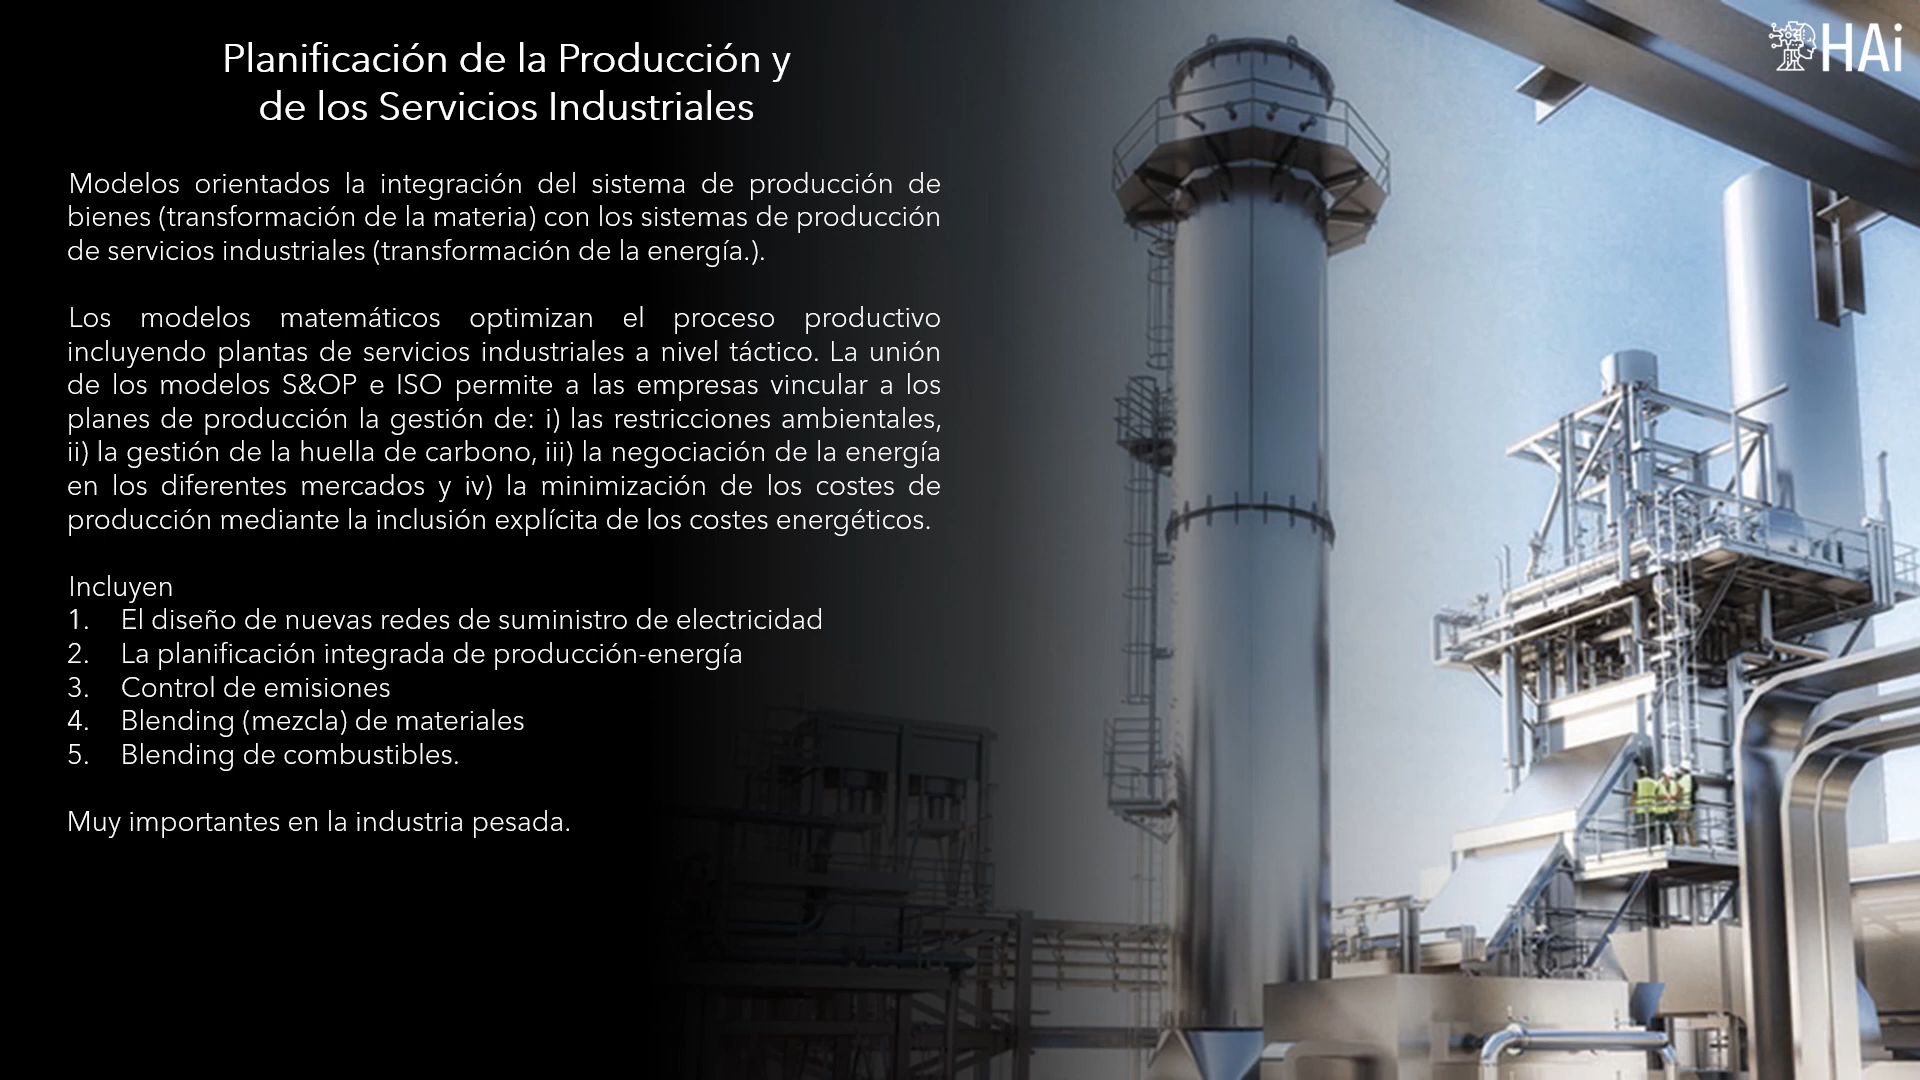 Planificación de la Producción y
de los Servicios Industriales
HAi
Modelos orientados la integración del sistema de producción de
bienes (transformación de la materia) con los sistemas de producción
de servicios industriales (transformación de la energía.).
Los modelos matemáticos optimizan el proceso productivo
incluyendo plantas de servicios industriales a nivel táctico. La unión
de los modelos S&OP e ISO permite a las empresas vincular a los
planes de producción la gestión de: i) las restricciones ambientales,
ii) la gestión de la huella de carbono, iii) la negociación de la energía
en los diferentes mercados y iv) la minimización de los costes de
producción mediante la inclusión explícita de los costes energéticos.
Incluyen
1. El diseño de nuevas redes de suministro de electricidad
2. La planificación integrada de producción-energía
3. Control de emisiones
4. Blending (mezcla) de materiales
5. Blending de combustibles.
Muy importantes en la industria pesada.